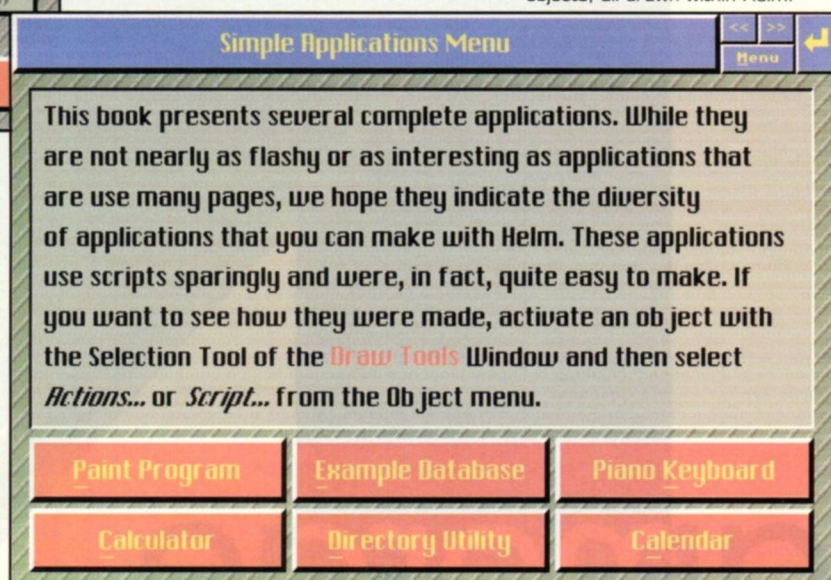 Simple Applications Menu
<< >>
Menu
This book presents several complete applications. While they
are not nearly as flashy or as interesting as applications that
are use many pages, we hope they indicate the diversity
of applications that you can make with Helm. These applications
use scripts sparingly and were, in fact, quite easy to make. If
you want to see how they were made, activate an object with
the Selection Tool of the Draw Tools Window and then select
Actions... or Script... from the Object menu.
Paint Program Example Database Piano Keyboard
Calculator Directory Utility Calendar